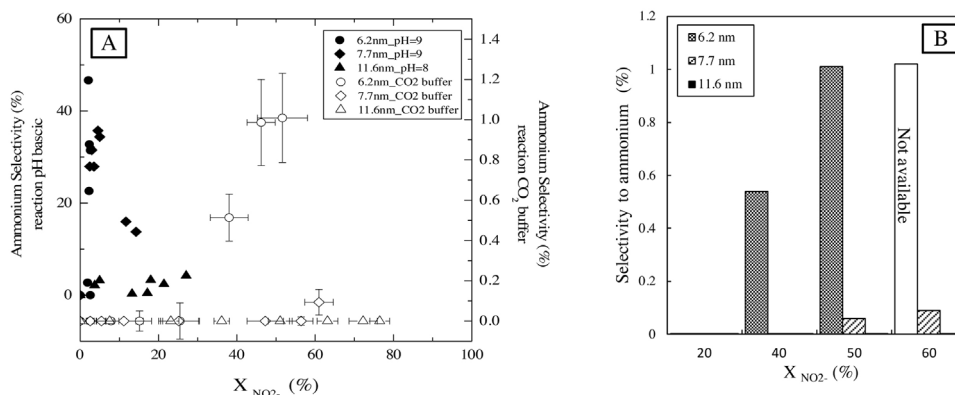 A
6.2nm_pH=9
7.7nm_pH=9
11.6nm_pH=8
6.2nm_CO2 buffer
7.7nm_CO2 buffer
11.6nm_CO2 buffer
Ammonium Selectivity (%)
reaction pH bascic
60
40
20
0
1.4
1.2
1.0
0.8
0.6
0.4
0.2
0.0
Ammonium Selectivity (%)
reaction CO2 buffer
0 20 40 60 80 100
X NO2- (%)
B
6.2 nm
7.7 nm
11.6 nm
Selectivity to ammonium (%)
1.2
1
0.8
0.6
0.4
0.2
0
Not available
20 40 50 60
X NO2- (%)